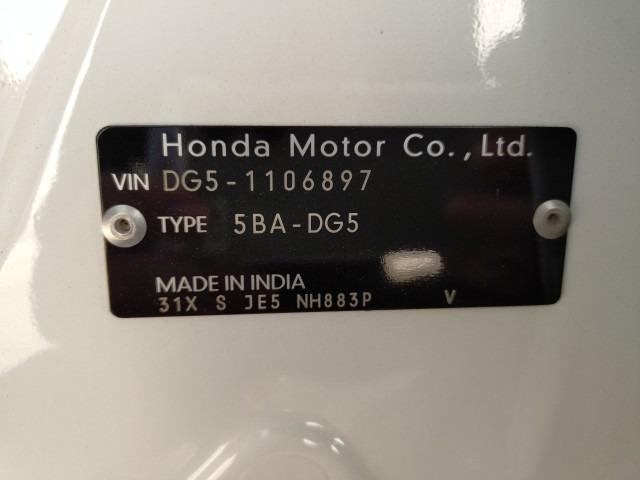 Honda Motor Co., Ltd.
VIN DG5-1106897
TYPE 5BA-DG5
MADE IN INDIA
31X S JE5 NH883P V